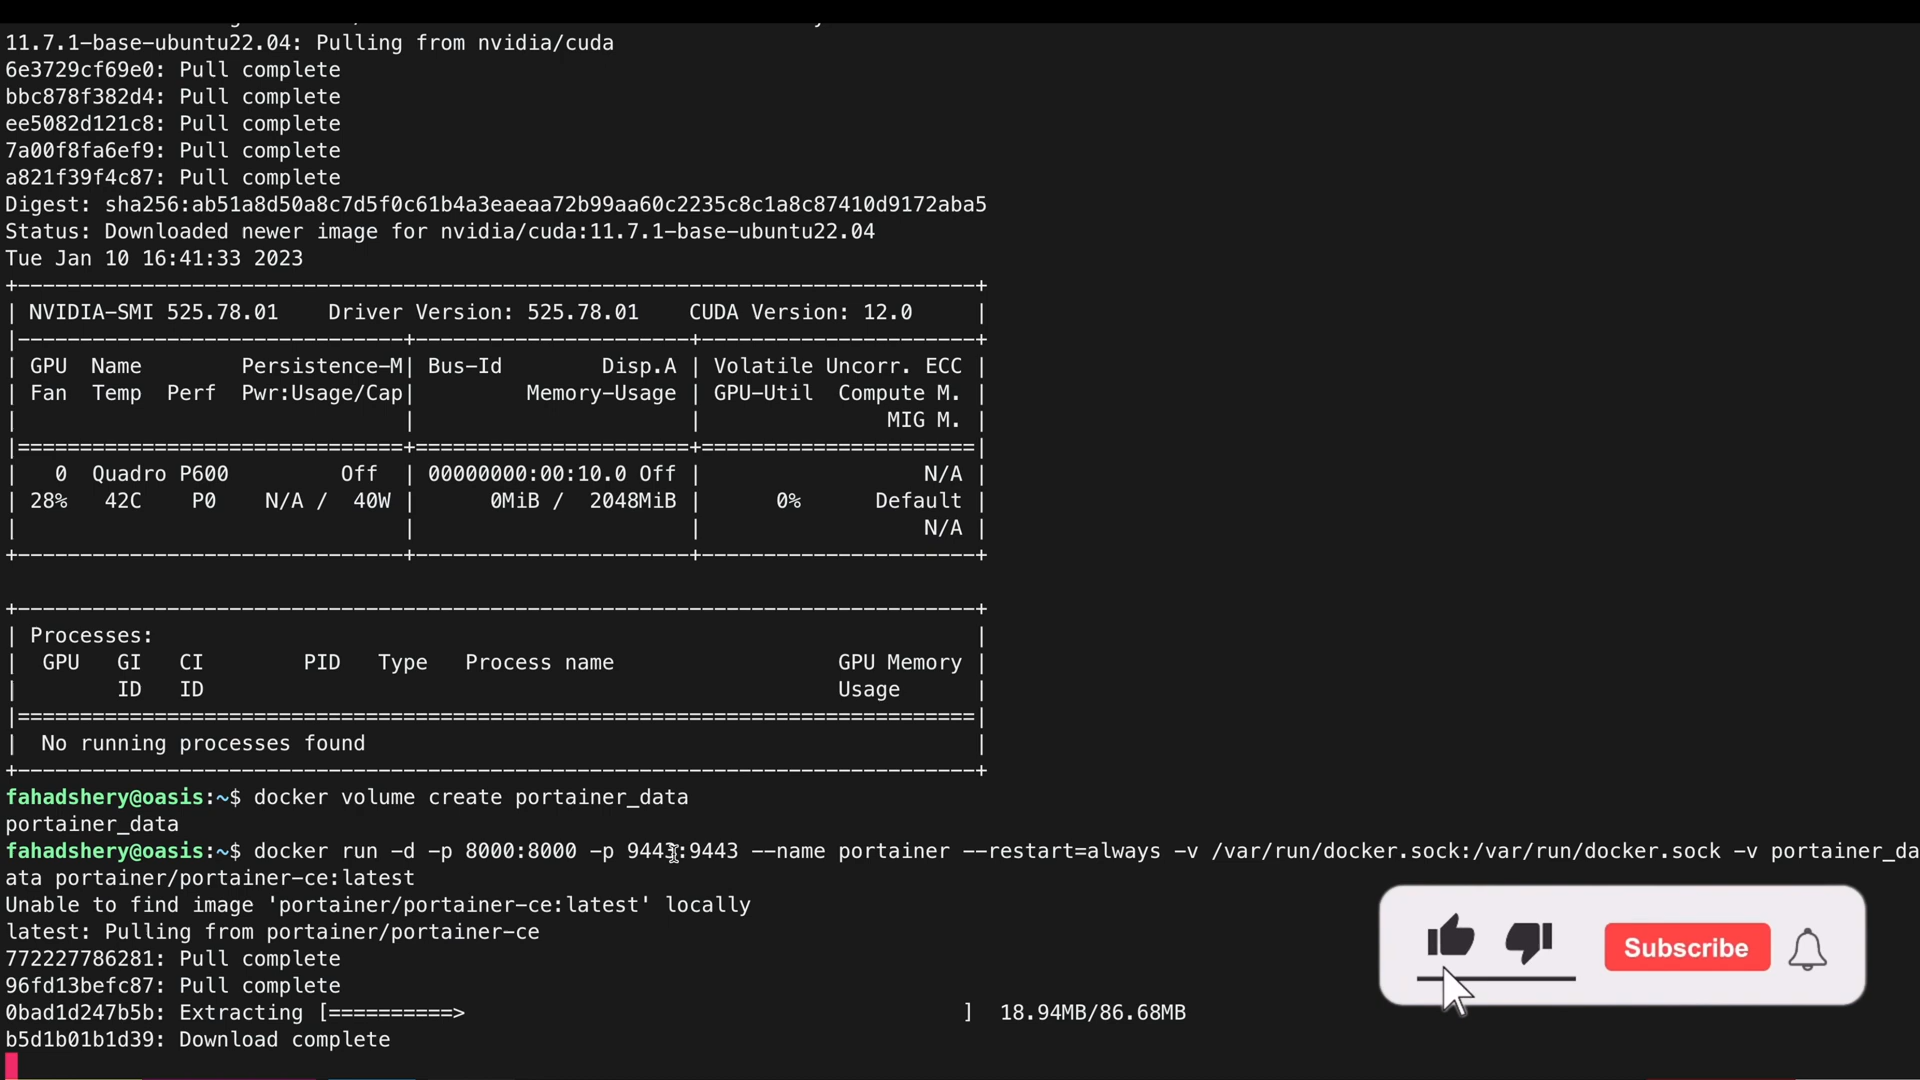 11.7.1-base-ubuntu22.04: Pulling from nvidia/cuda
6e3729cf69e0: Pull complete
bbc878f382d4: Pull complete
ee5082d121c8: Pull complete
7a00f8fa6ef9: Pull complete
a821f39f4c87: Pull complete
Digest: sha256:ab51a8d50a8c7d5f0c61b4a3eaeaa72b99aa60c2235c8c1a8c87410d9172aba5
Status: Downloaded newer image for nvidia/cuda:11.7.1-base-ubuntu22.04
Tue Jan 10 16:41:33 2023
+-----------------------------------------------------------------------------+
| NVIDIA-SMI 525.78.01    Driver Version: 525.78.01    CUDA Version: 12.0     |
|-------------------------------+----------------------+----------------------+
| GPU  Name        Persistence-M| Bus-Id        Disp.A | Volatile Uncorr. ECC |
| Fan  Temp  Perf  Pwr:Usage/Cap|         Memory-Usage | GPU-Util  Compute M. |
|                               |                      |               MIG M. |
|===============================+======================+======================|
|   0  Quadro P600         Off  | 00000000:00:10.0 Off |                  N/A |
| 28%   42C    P0    N/A /  40W |      0MiB /  2048MiB |      0%      Default |
|                               |                      |                  N/A |
+-------------------------------+----------------------+----------------------+
+-----------------------------------------------------------------------------+
| Processes:                                                                  |
|  GPU   GI   CI        PID   Type   Process name                  GPU Memory |
|        ID   ID                                                   Usage      |
|=============================================================================|
|  No running processes found                                                 |
+-----------------------------------------------------------------------------+
fahadshery@oasis:~$ docker volume create portainer_data
portainer_data
fahadshery@oasis:~$ docker run -d -p 8000:8000 -p 9443:9443 --name portainer --restart=always -v /var/run/docker.sock:/var/run/docker.sock -v portainer_da
ata portainer/portainer-ce:latest
Unable to find image 'portainer/portainer-ce:latest' locally
latest: Pulling from portainer/portainer-ce
772227786281: Pull complete
96fd13befc87: Pull complete
0bad1d247b5b: Extracting [==========>                                        ]  18.94MB/86.68MB
b5d1b01b1d39: Download complete
Subscribe